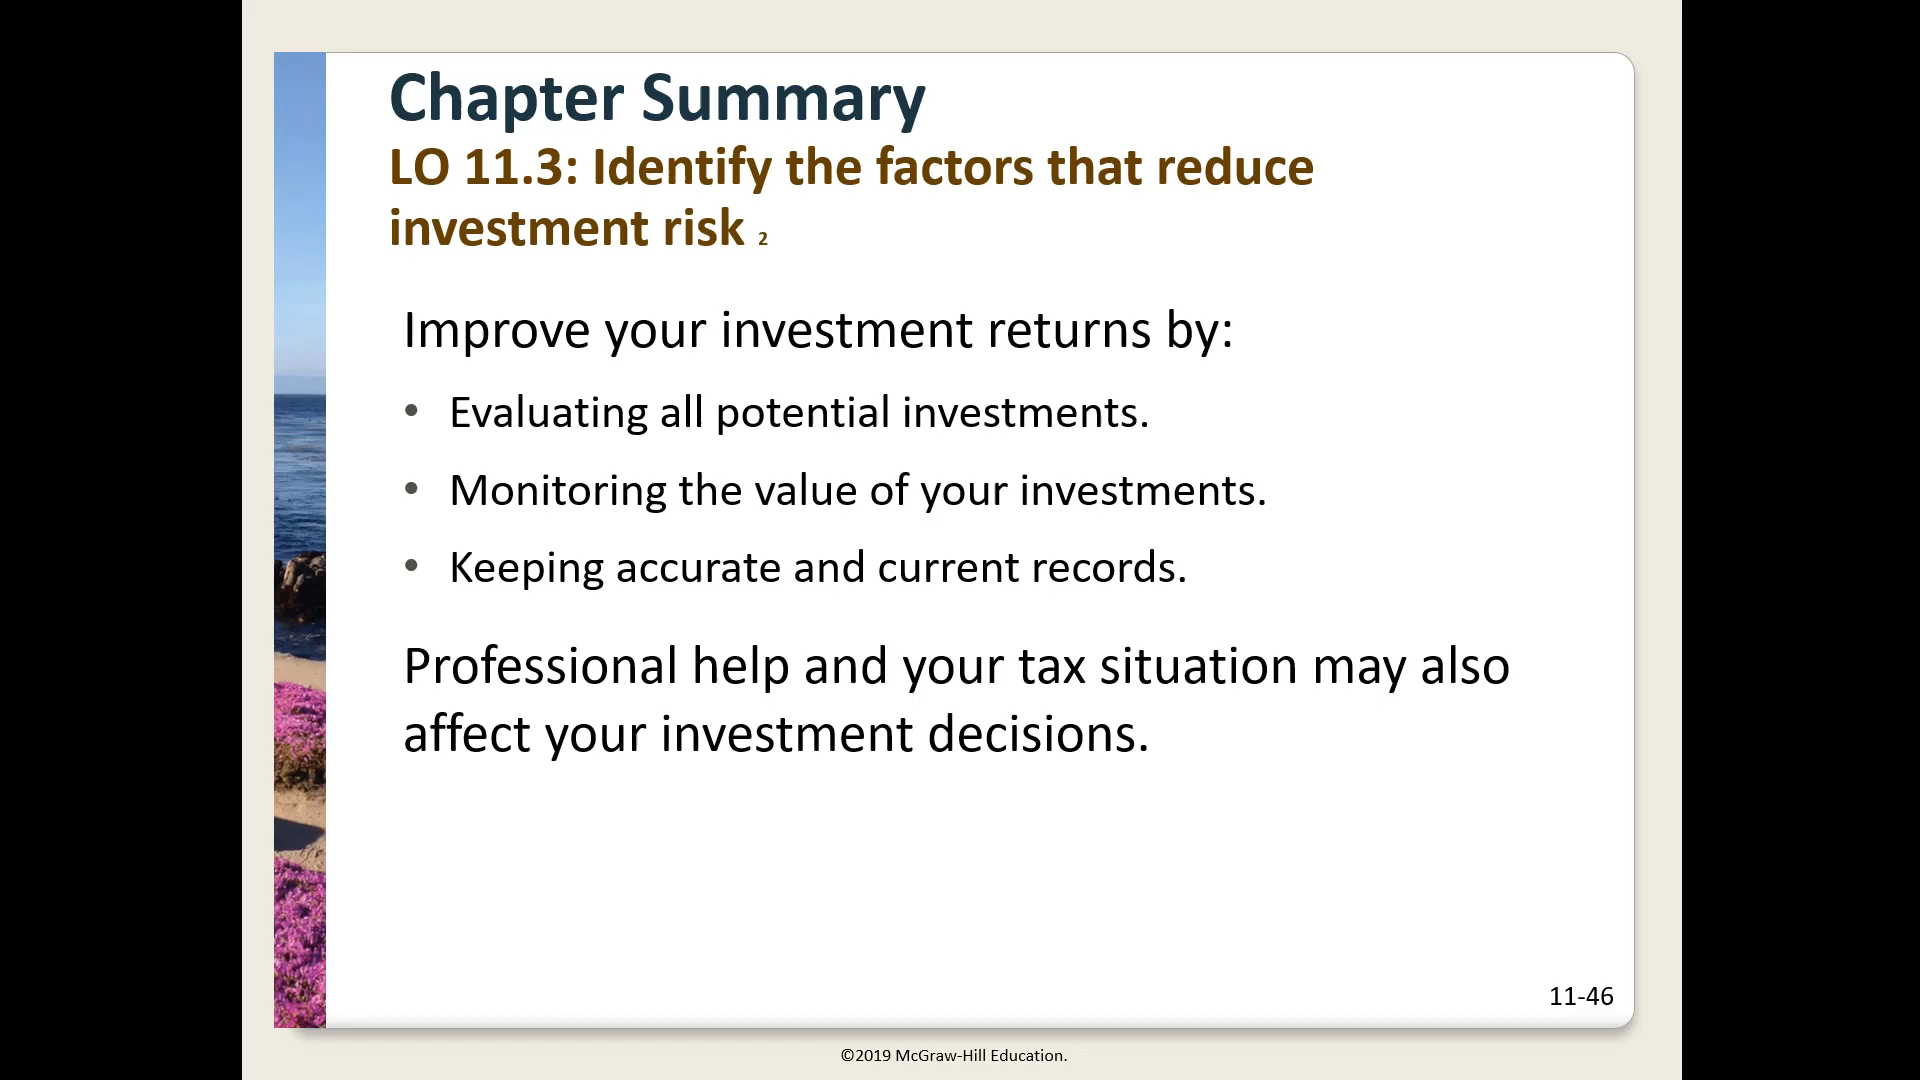 Chapter Summary
LO 11.3: Identify the factors that reduce
investment risk 2
Improve your investment returns by:
• Evaluating all potential investments.
• Monitoring the value of your investments.
• Keeping accurate and current records.
Professional help and your tax situation may also
affect your investment decisions.
11-46
©2019 McGraw-Hill Education.